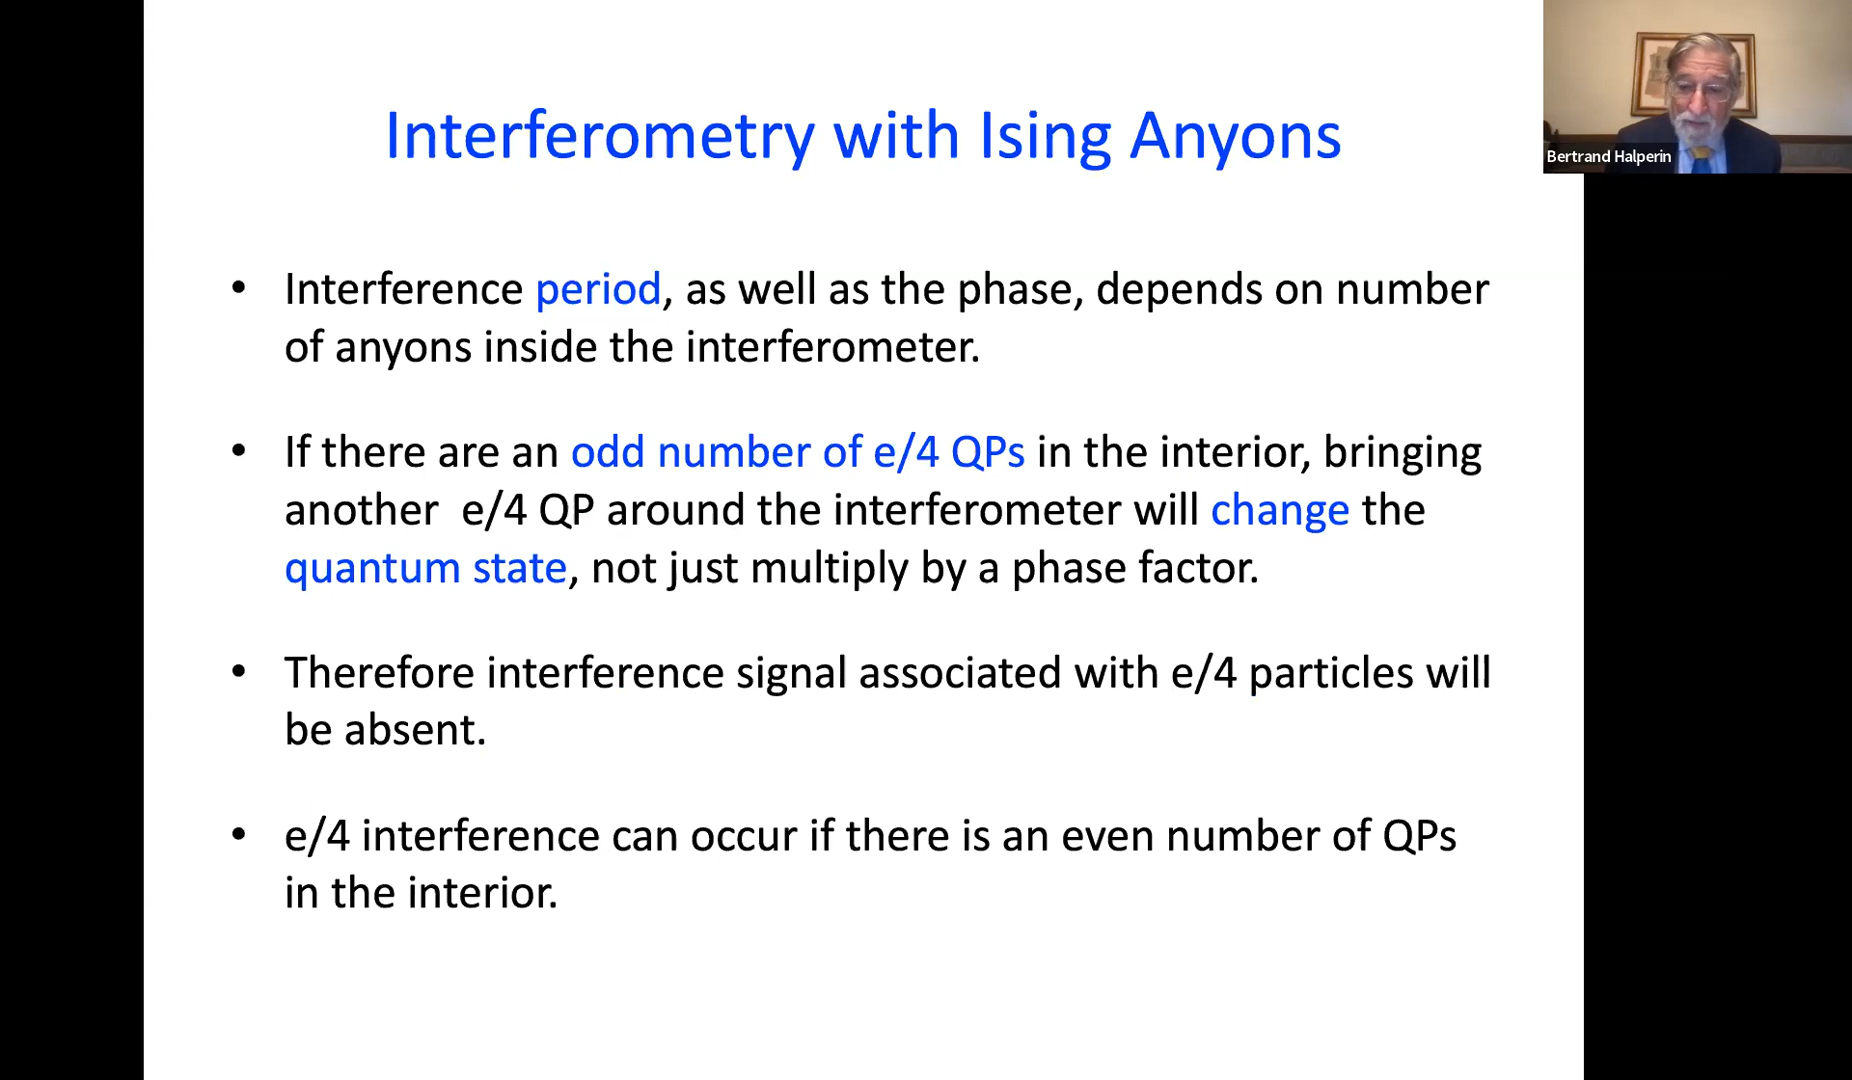 Interferometry with Ising Anyons
Bertrand Halperin
• Interference period, as well as the phase, depends on number
of anyons inside the interferometer.
• If there are an odd number of e/4 QPs in the interior, bringing
another e/4 QP around the interferometer will change the
quantum state, not just multiply by a phase factor.
• Therefore interference signal associated with e/4 particles will
be absent.
• e/4 interference can occur if there is an even number of QPs
in the interior.